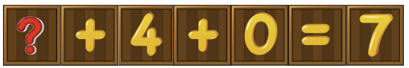 ? + 4 + 0 = 7